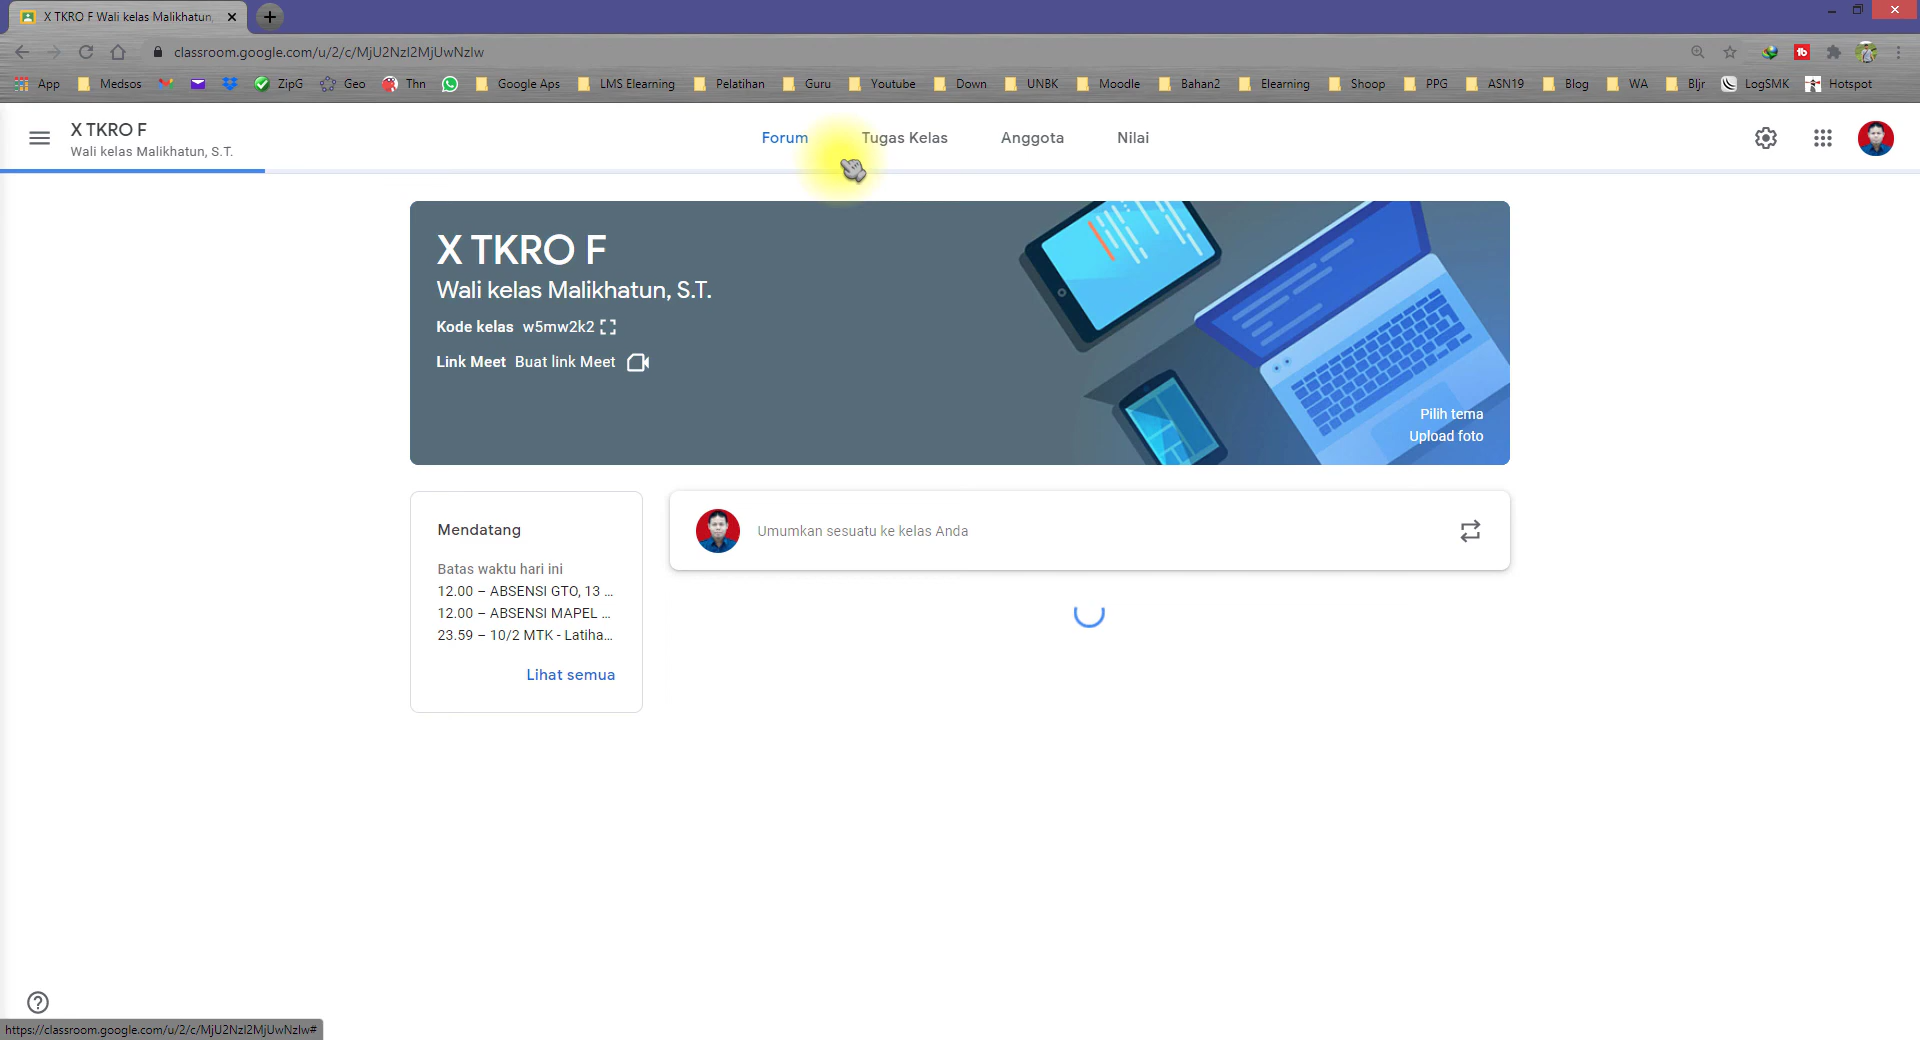 X TKRO F Wali kelas Malikhatun,
classroom.google.com/u/2/c/MjU2NzI2MjUwNzIw
App Medsos ZipG Geo Thn Google Aps LMS Elearning Pelatihan Guru Youtube Down UNBK Moodle Bahan2 Elearning Shoop PPG ASN19 Blog WA Bljr LogSMK Hotspot
X TKRO F
Wali kelas Malikhatun, S.T.
Forum Tugas Kelas Anggota Nilai
X TKRO F
Wali kelas Malikhatun, S.T.
Kode kelas w5mw2k2
Link Meet Buat link Meet
Pilih tema
Upload foto
Mendatang
Batas waktu hari ini
12.00 – ABSENSI GTO, 13 ...
12.00 – ABSENSI MAPEL ...
23.59 – 10/2 MTK - Latiha...
Lihat semua
Umumkan sesuatu ke kelas Anda
https://classroom.google.com/u/2/c/MjU2NzI2MjUwNzIw#